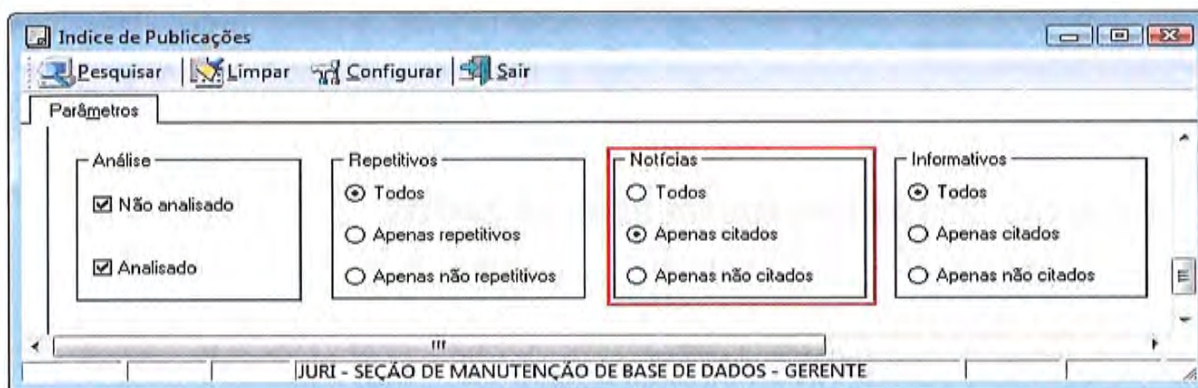 Indice de Publicações
Pesquisar Limpar Configurar Sair
Parâmetros
Análise
Não analisado
Analisado
Repetitivos
Todos
Apenas repetitivos
Apenas não repetitivos
Notícias
Todos
Apenas citados
Apenas não citados
Informativos
Todos
Apenas citados
Apenas não citados
JURI - SEÇÃO DE MANUTENÇÃO DE BASE DE DADOS - GERENTE